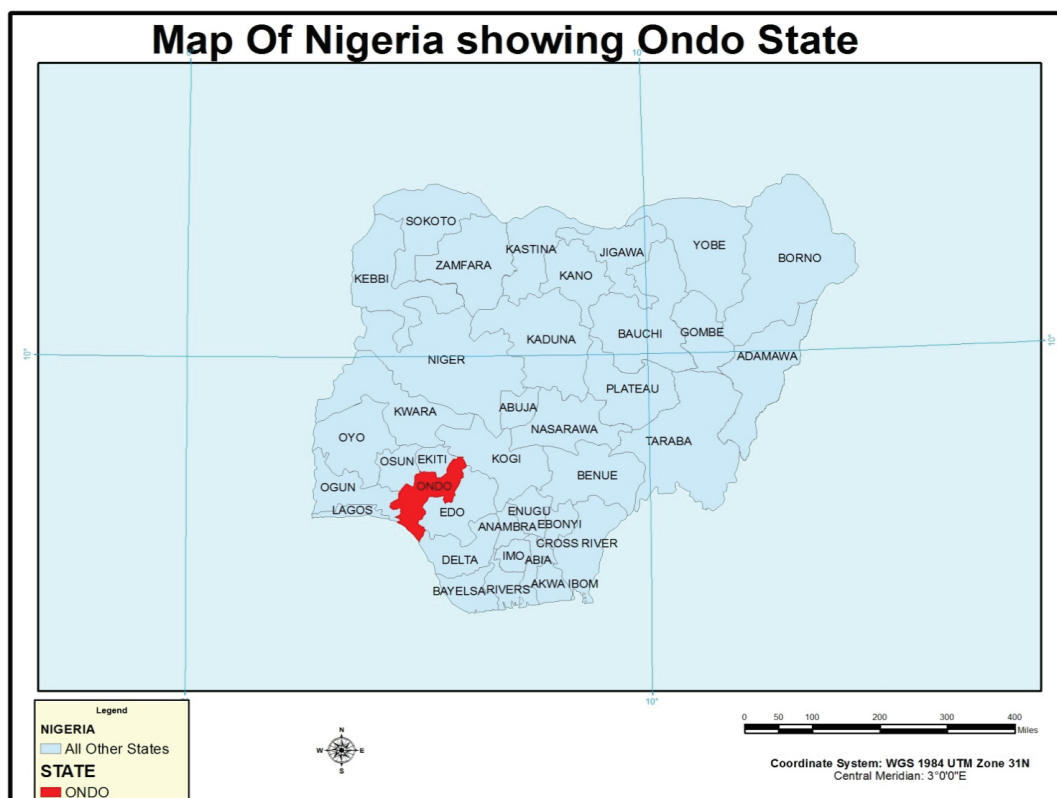 Map Of Nigeria showing Ondo State
10
SOKOTO
KASTINA
JIGAWA
YOBE
BORNO
ZAMFARA
KANO
KEBBI
10°
10°
KADUNA
BAUCHI
GOMBE
ADAMAWA
NIGER
PLATEAU
KWARA
ABUJA
NASARAWA
OYO
TARABA
OSUN
EKITI
KOGI
BENUE
OGUN
ONDO
LAGOS
EDO
ENUGU
ANAMBRA
EBONYI
CROSS RIVER
DELTA
IMO
ABIA
BAYELSA
RIVERS
AKWA IBOM
10°
Legend
NIGERIA
All Other States
STATE
ONDO
N
W
E
S
0 50 100 200 300 400
Miles
Coordinate System: WGS 1984 UTM Zone 31N
Central Meridian: 3°0'0"E